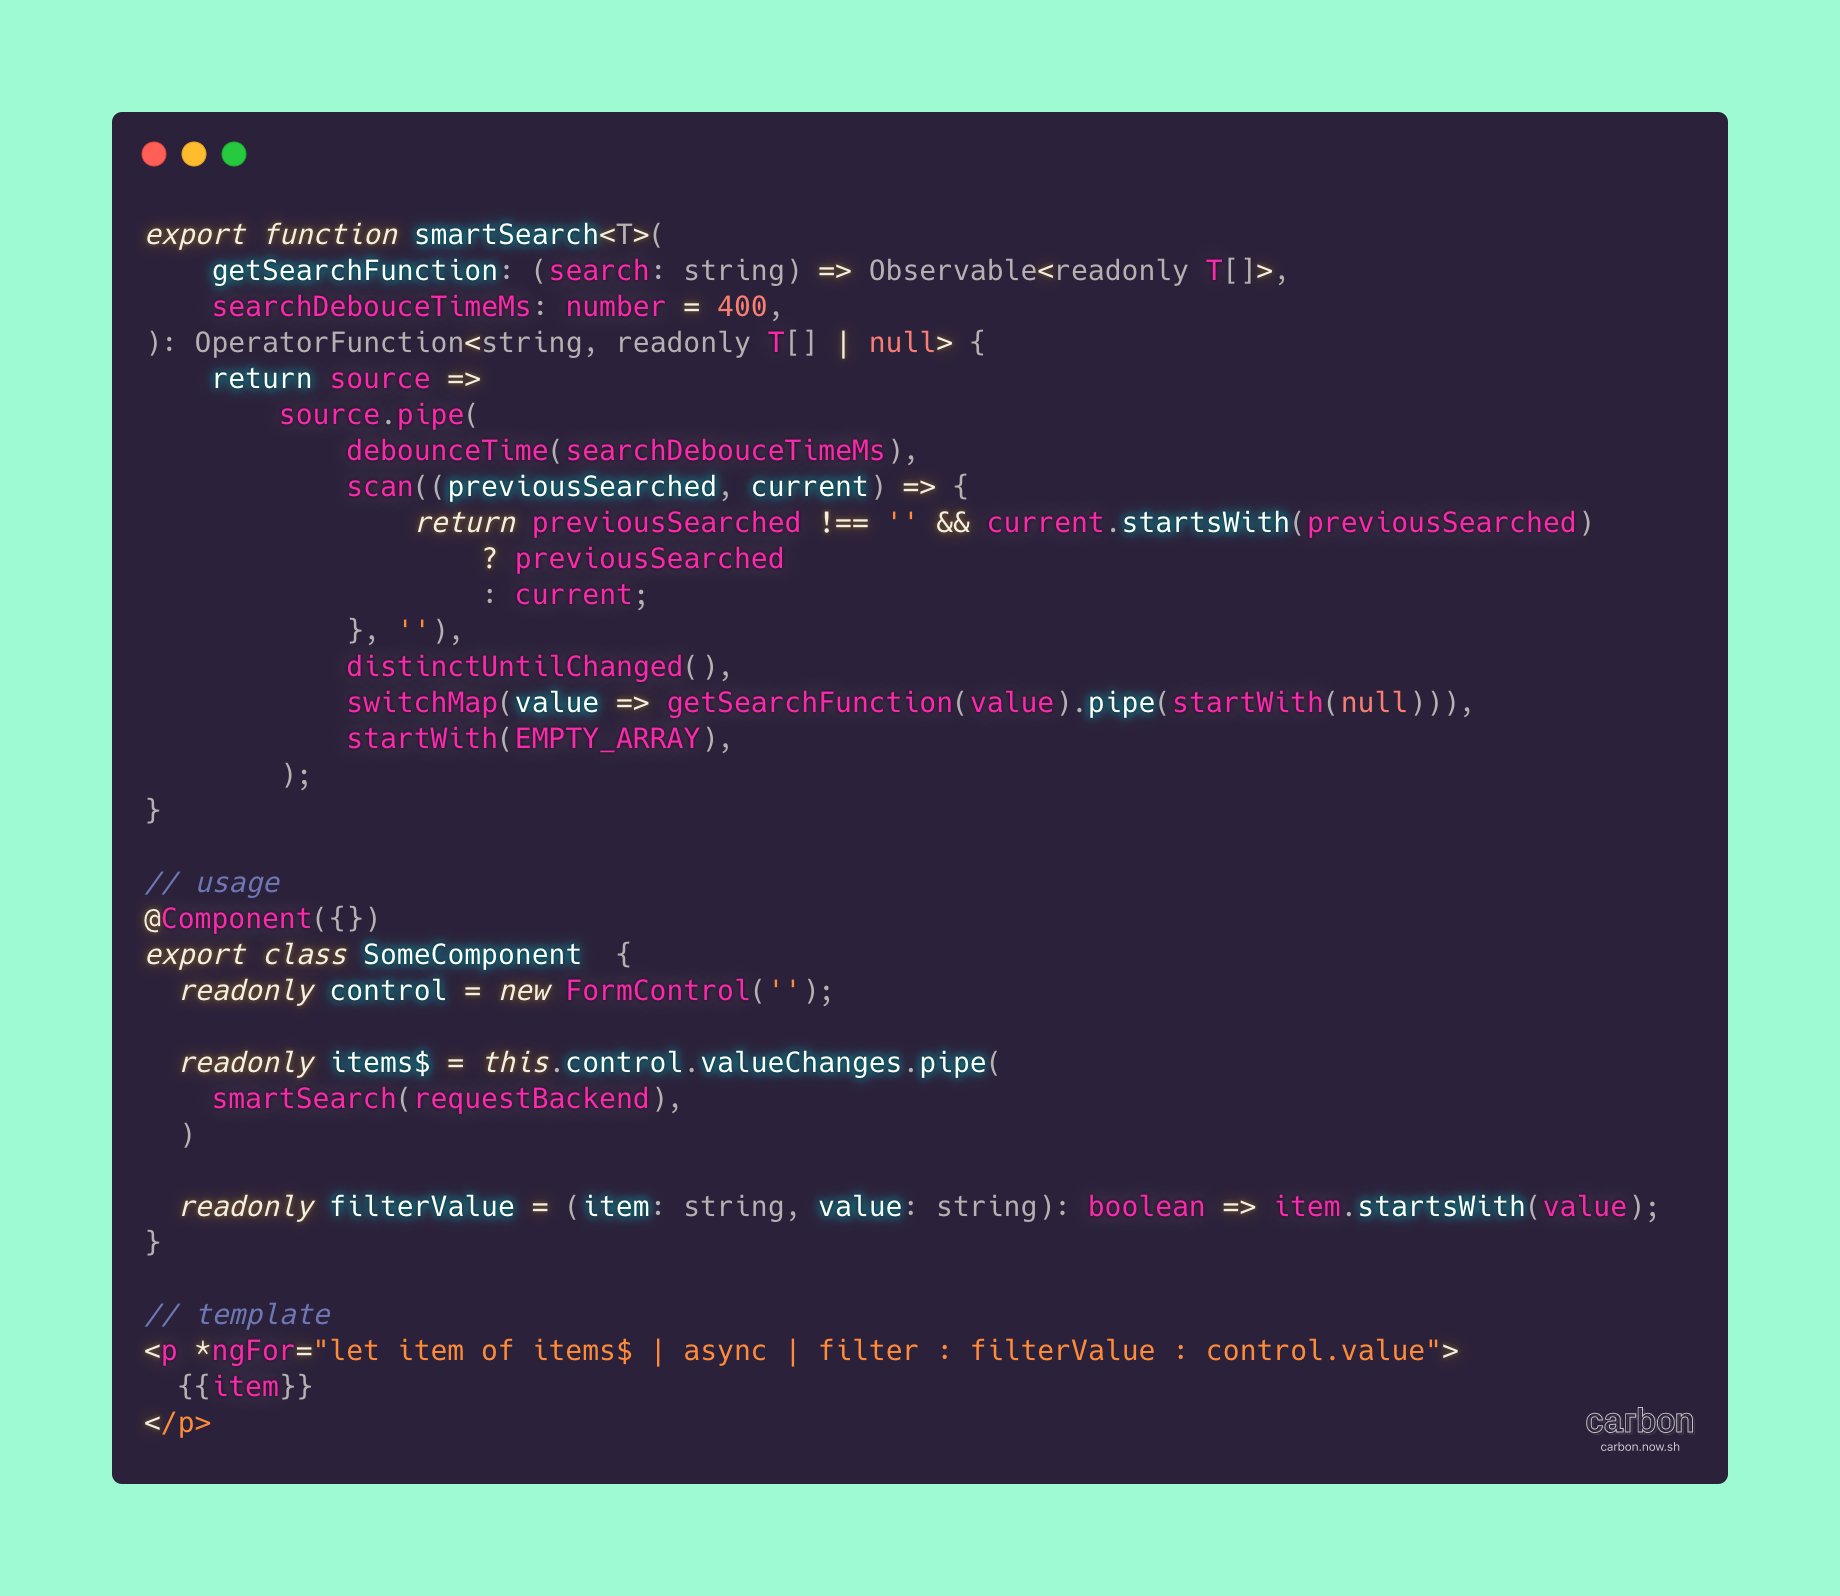 export function smartSearch<T>(
    getSearchFunction: (search: string) => Observable<readonly T[]>,
    searchDebouceTimeMs: number = 400,
): OperatorFunction<string, readonly T[] | null> {
    return source =>
        source.pipe(
            debounceTime(searchDebouceTimeMs),
            scan((previousSearched, current) => {
                return previousSearched !== '' && current.startsWith(previousSearched)
                    ? previousSearched
                    : current;
            }, ''),
            distinctUntilChanged(),
            switchMap(value => getSearchFunction(value).pipe(startWith(null))),
            startWith(EMPTY_ARRAY),
        );
}

// usage
@Component({})
export class SomeComponent  {
  readonly control = new FormControl('');

  readonly items$ = this.control.valueChanges.pipe(
    smartSearch(requestBackend),
  )

  readonly filterValue = (item: string, value: string): boolean => item.startsWith(value);
}

// template
<p *ngFor="let item of items$ | async | filter : filterValue : control.value">
  {{item}}
</p>
carbon
carbon.now.sh